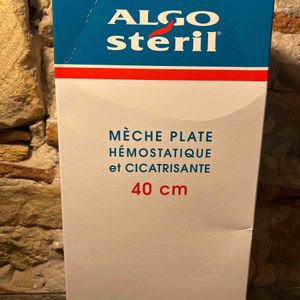 ALGO
stéril®
MÈCHE PLATE
HÉMOSTATIQUE
et CICATRISANTE
40 cm